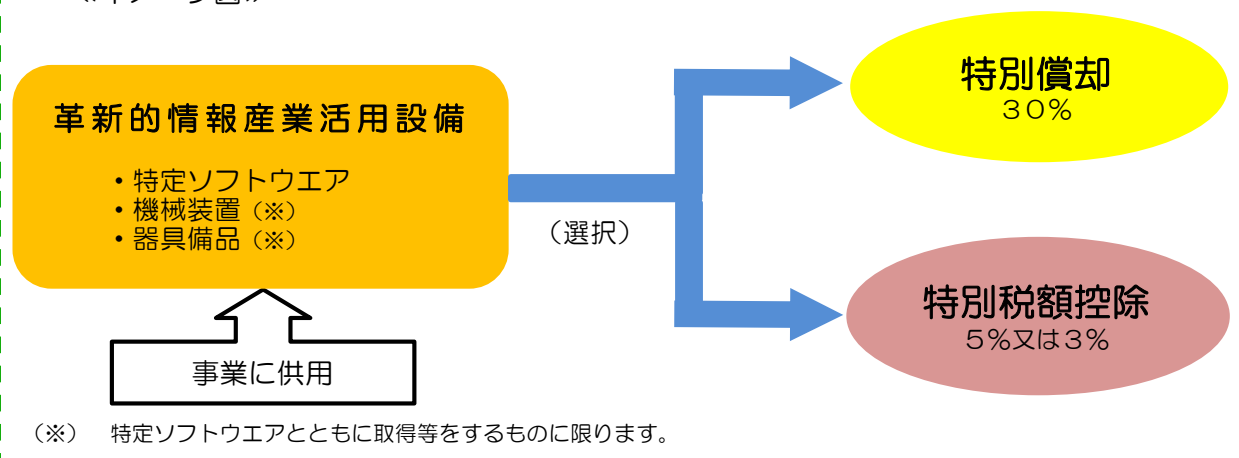 革新的情報産業活用設備
・特定ソフトウエア
・機械装置（※）
・器具備品（※）
（選択）
特別償却
３０％
特別税額控除
５％又は３％
事業に供用
（※）　特定ソフトウエアとともに取得等をするものに限ります。